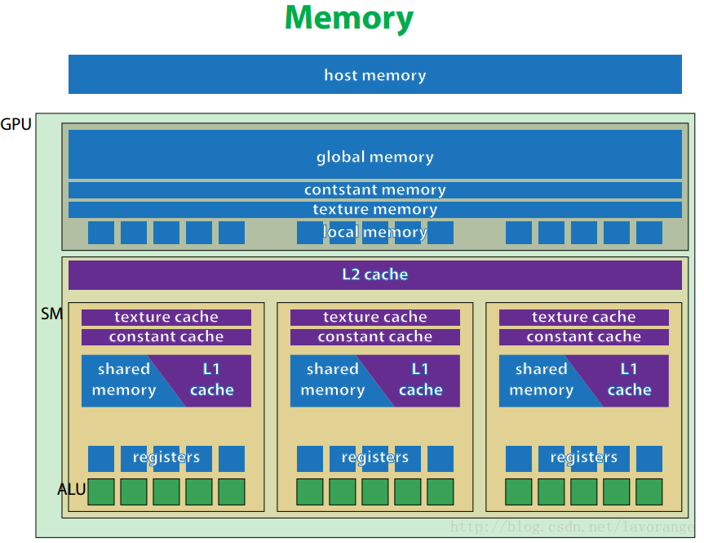 Memory
host memory
GPU
global memory
contstant memory
texture memory
local memory
L2 cache
SM
texture cache
constant cache
shared memory
L1 cache
registers
texture cache
constant cache
shared memory
L1 cache
registers
texture cache
constant cache
shared memory
L1 cache
registers
ALU
http://blog.csdn.net/lavorange